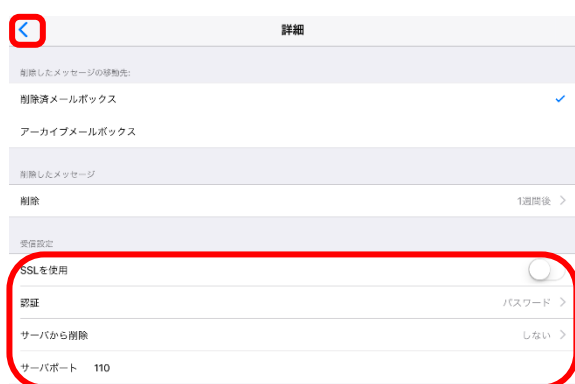 詳細
削除したメッセージの移動先:
削除済メールボックス
アーカイブメールボックス
削除したメッセージ
削除 1週間後
受信設定
SSLを使用
認証 パスワード
サーバから削除 しない
サーバポート 110